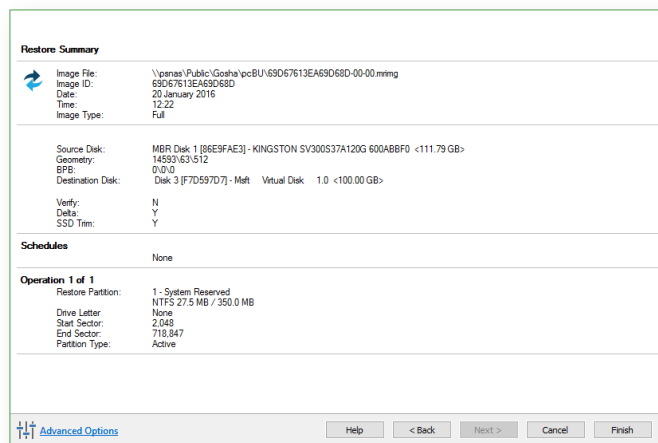 Restore Summary
Image File: \\psnas\Public\Gosha\pcBU\69D67613EA69D68D-00-00.mrimg
Image ID: 69D67613EA69D68D
Date: 20 January 2016
Time: 12:22
Image Type: Full
Source Disk: MBR Disk 1 [86E9FAE3] - KINGSTON SV300S37A120G 600ABBF0 <111.79 GB>
Geometry: 14593\63\512
BPB: 0\0\0
Destination Disk: Disk 3 [F7D597D7] - Msft Virtual Disk 1.0 <100.00 GB>
Verify: N
Delta: Y
SSD Trim: Y
Schedules
None
Operation 1 of 1
Restore Partition: 1 - System Reserved
NTFS 27.5 MB / 350.0 MB
Drive Letter None
Start Sector: 2,048
End Sector: 718,847
Partition Type: Active
Advanced Options Help < Back Next > Cancel Finish